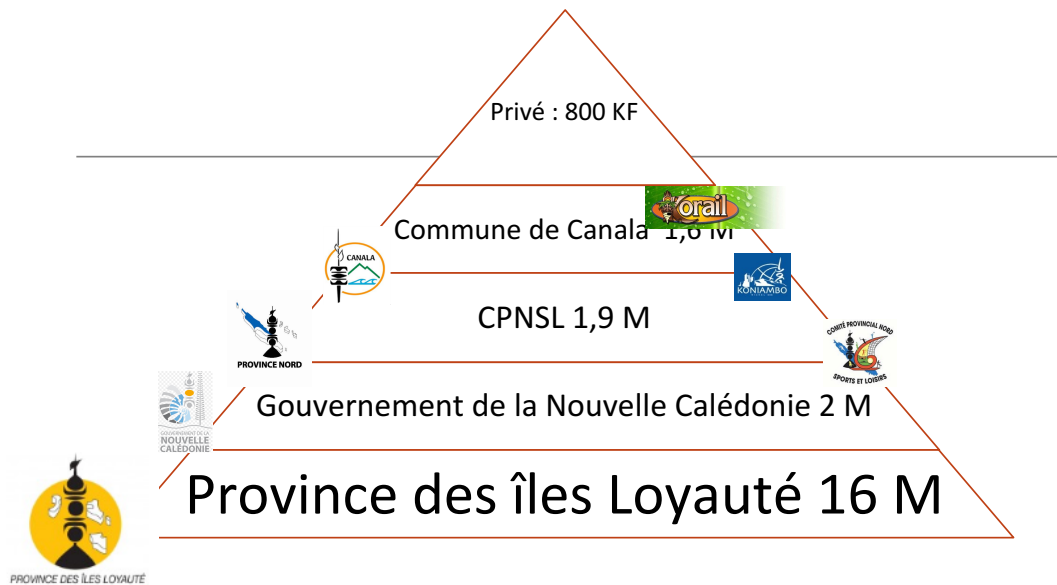 Privé : 800 KF
Korail
Commune de Canala 1,6 M
CANALA
KONIAMBO
CPNSL 1,9 M
COMITÉ PROVINCIAL NORD
SPORTS ET LOISIRS
PROVINCE NORD
Gouvernement de la Nouvelle Calédonie 2 M
GOUVERNEMENT DE LA
NOUVELLE
CALÉDONIE
Province des îles Loyauté 16 M
PROVINCE DES ÎLES LOYAUTÉ